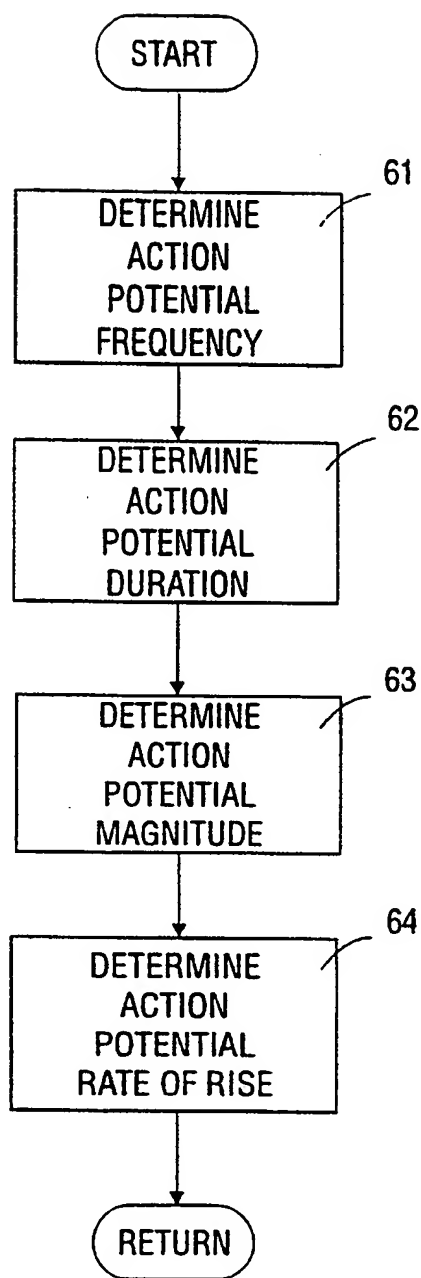 START
61
DETERMINE
ACTION
POTENTIAL
FREQUENCY
62
DETERMINE
ACTION
POTENTIAL
DURATION
63
DETERMINE
ACTION
POTENTIAL
MAGNITUDE
64
DETERMINE
ACTION
POTENTIAL
RATE OF RISE
RETURN